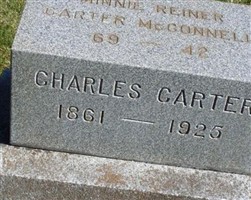 MINNIE REINER
CARTER McCONNELL
69 - 42
CHARLES CARTER
1861 — 1925